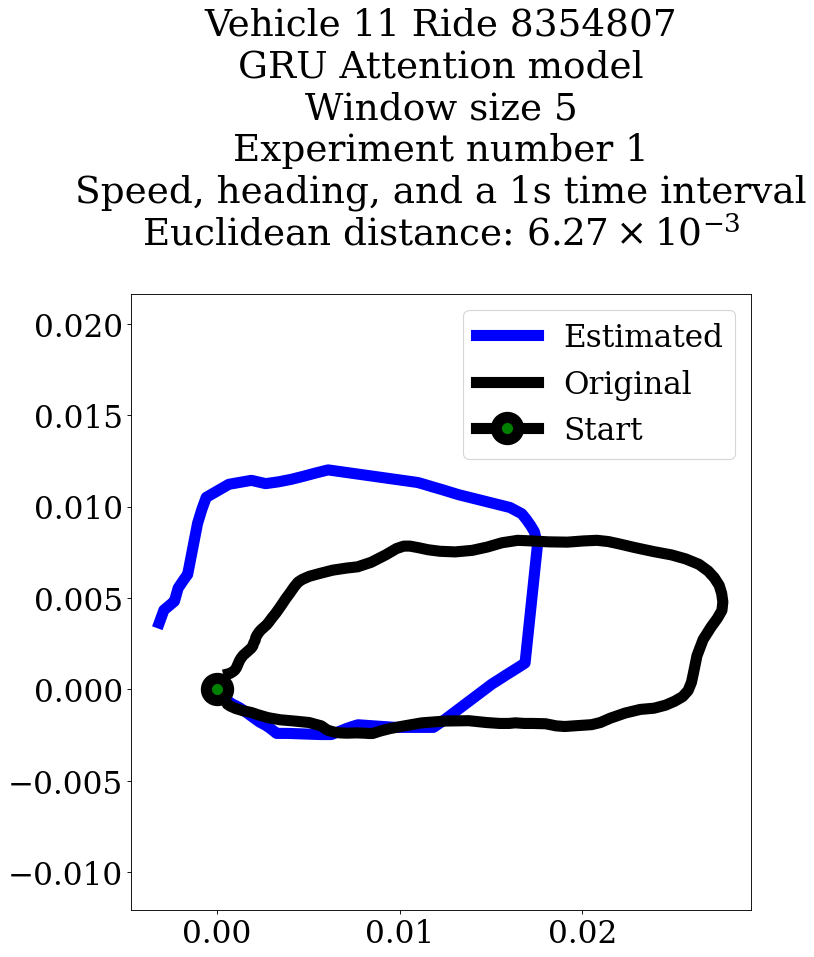 Vehicle 11 Ride 8354807
GRU Attention model
Window size 5
Experiment number 1
Speed, heading, and a 1s time interval
Euclidean distance: 6.27 × 10⁻³
Estimated
Original
Start
0.020
0.015
0.010
0.005
0.000
−0.005
−0.010
0.00 0.01 0.02